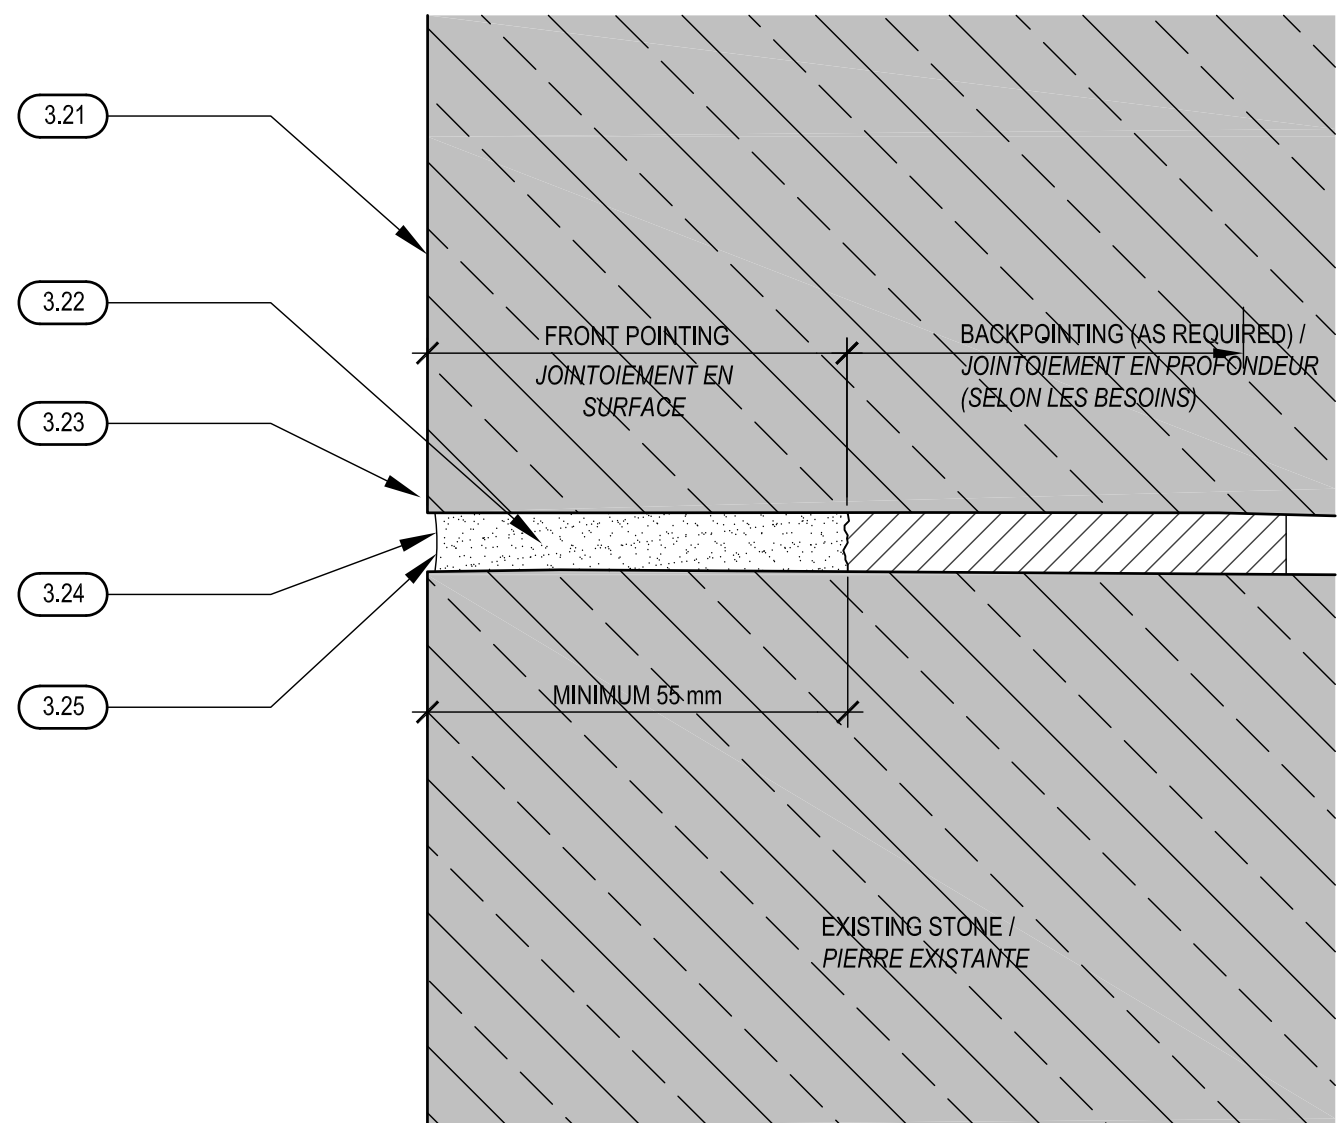 3.21
3.22
FRONT POINTING
JOINTOIEMENT EN
SURFACE
BACKPOINTING (AS REQUIRED) /
JOINTOIEMENT EN PROFONDEUR
(SELON LES BESOINS)
3.23
3.24
3.25
MINIMUM 55 mm
EXISTING STONE /
PIERRE EXISTANTE